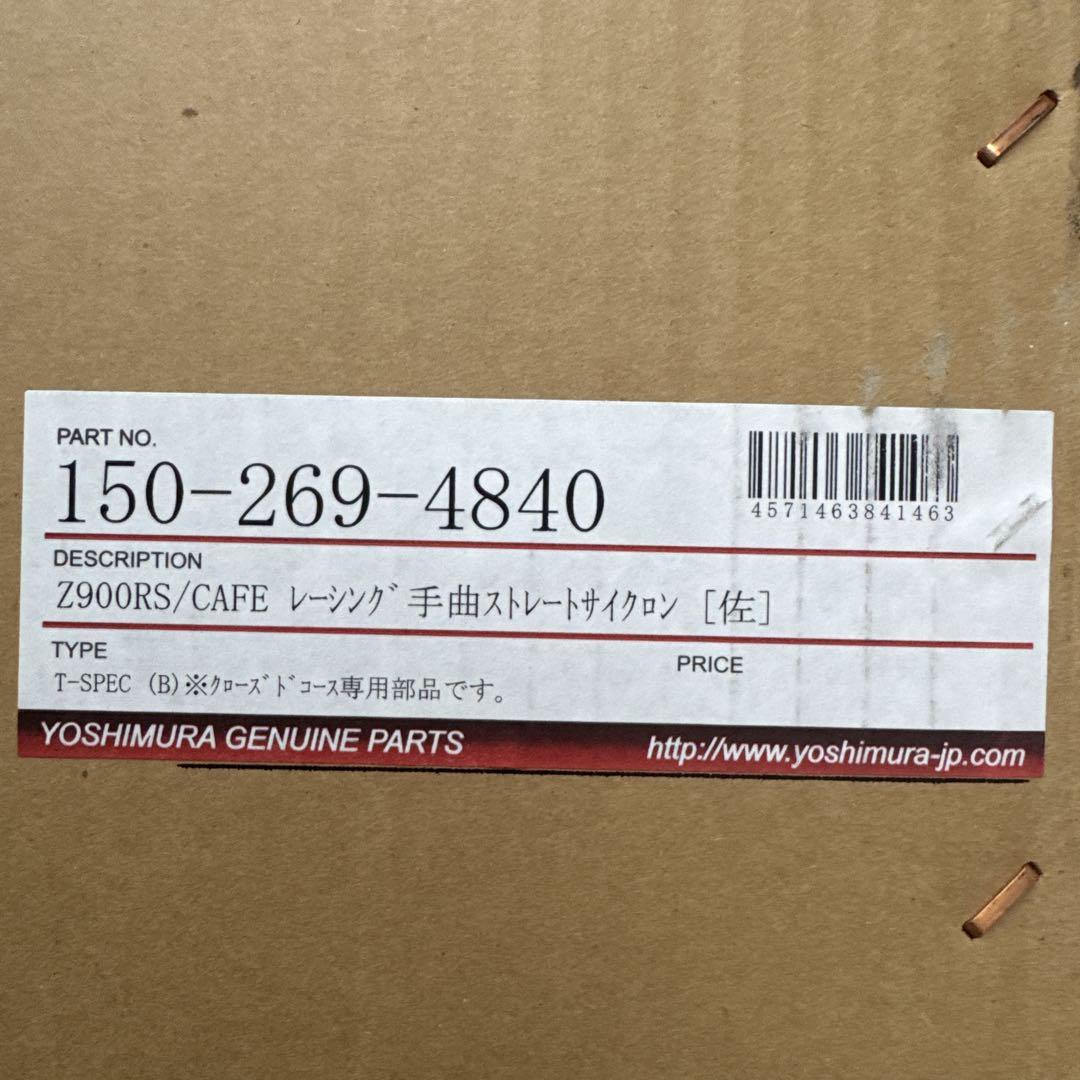 PART NO.
150-269-4840
4571463841463
DESCRIPTION
Z900RS/CAFE ﾚｰｼﾝｸﾞ 手曲ｽﾄﾚｰﾄｻｲｸﾛﾝ [佐]
TYPE
PRICE
T-SPEC (B)※ｸﾛｰｽﾞﾄﾞｺｰｽ専用部品です。
YOSHIMURA GENUINE PARTS
http://www.yoshimura-jp.com